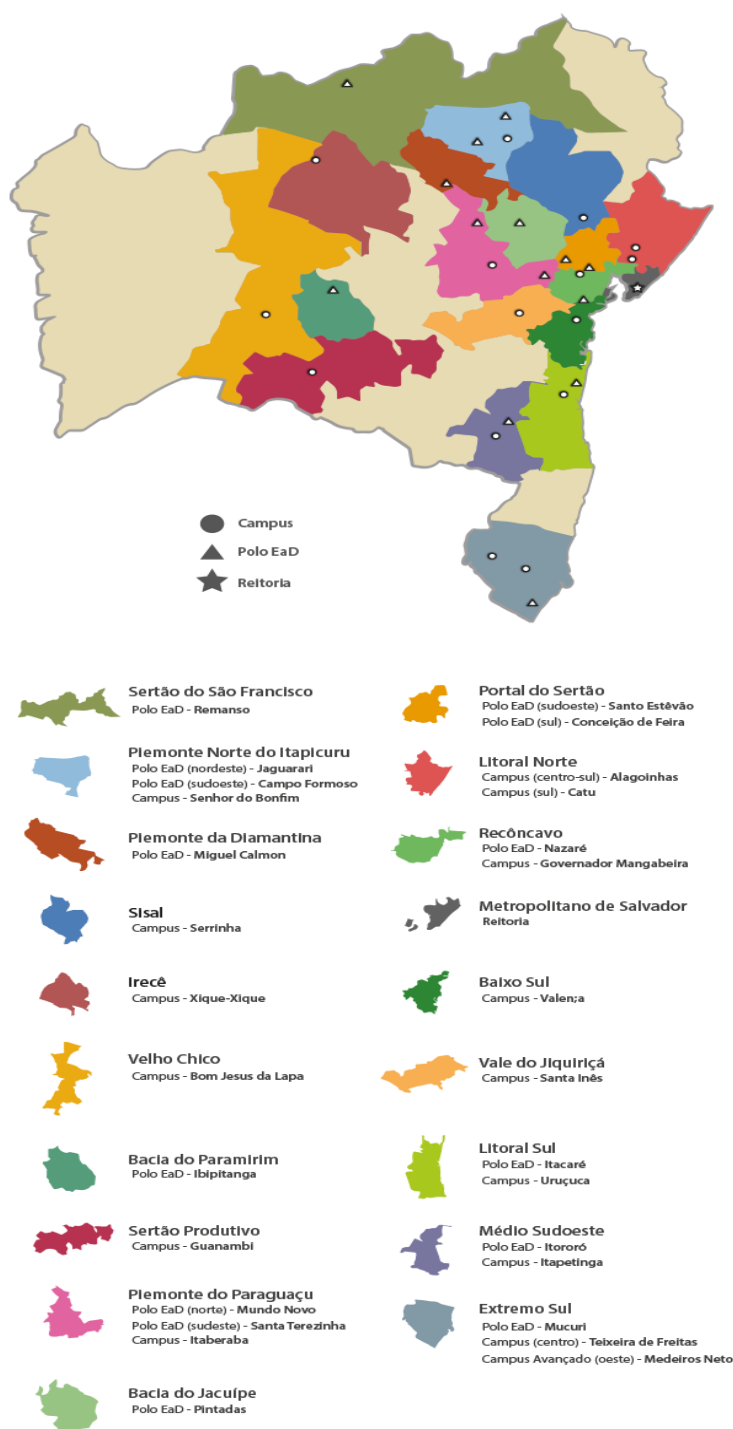 Campus
Polo EaD
Reitoria
Sertão do São Francisco
Polo EaD - Remanso
Piemonte Norte do Itapicuru
Polo EaD (nordeste) - Jaguarari
Polo EaD (sudoeste) - Campo Formoso
Campus - Senhor do Bonfim
Piemonte da Diamantina
Polo EaD - Miguel Calmon
Sisal
Campus - Serrinha
Irecê
Campus - Xique-Xique
Velho Chico
Campus - Bom Jesus da Lapa
Bacia do Paramirim
Polo EaD - Ibipitanga
Sertão Produtivo
Campus - Guanambi
Piemonte do Paraguaçu
Polo EaD (norte) - Mundo Novo
Polo EaD (sudeste) - Santa Terezinha
Campus - Itaberaba
Bacia do Jacuípe
Polo EaD - Pintadas
Portal do Sertão
Polo EaD (sudoeste) - Santo Estêvão
Polo EaD (sul) - Conceição de Feira
Litoral Norte
Campus (centro-sul) - Alagoinhas
Campus (sul) - Catu
Recôncavo
Polo EaD - Nazaré
Campus - Governador Mangabeira
Metropolitano de Salvador
Reitoria
Baixo Sul
Campus - Valen;a
Vale do Jiquiriçá
Campus - Santa Inês
Litoral Sul
Polo EaD - Itacaré
Campus - Uruçuca
Médio Sudoeste
Polo EaD - Itororó
Campus - Itapetinga
Extremo Sul
Polo EaD - Mucuri
Campus (centro) - Teixeira de Freitas
Campus Avançado (oeste) - Medeiros Neto